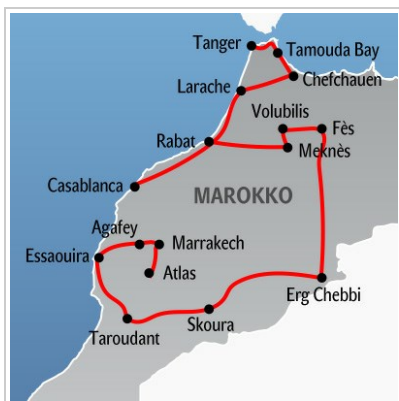 Tanger
Tamouda Bay
Chefchauen
Larache
Volubilis
Fès
Rabat
Meknès
Casablanca
MAROKKO
Agafey
Marrakech
Essaouira
Atlas
Erg Chebbi
Skoura
Taroudant